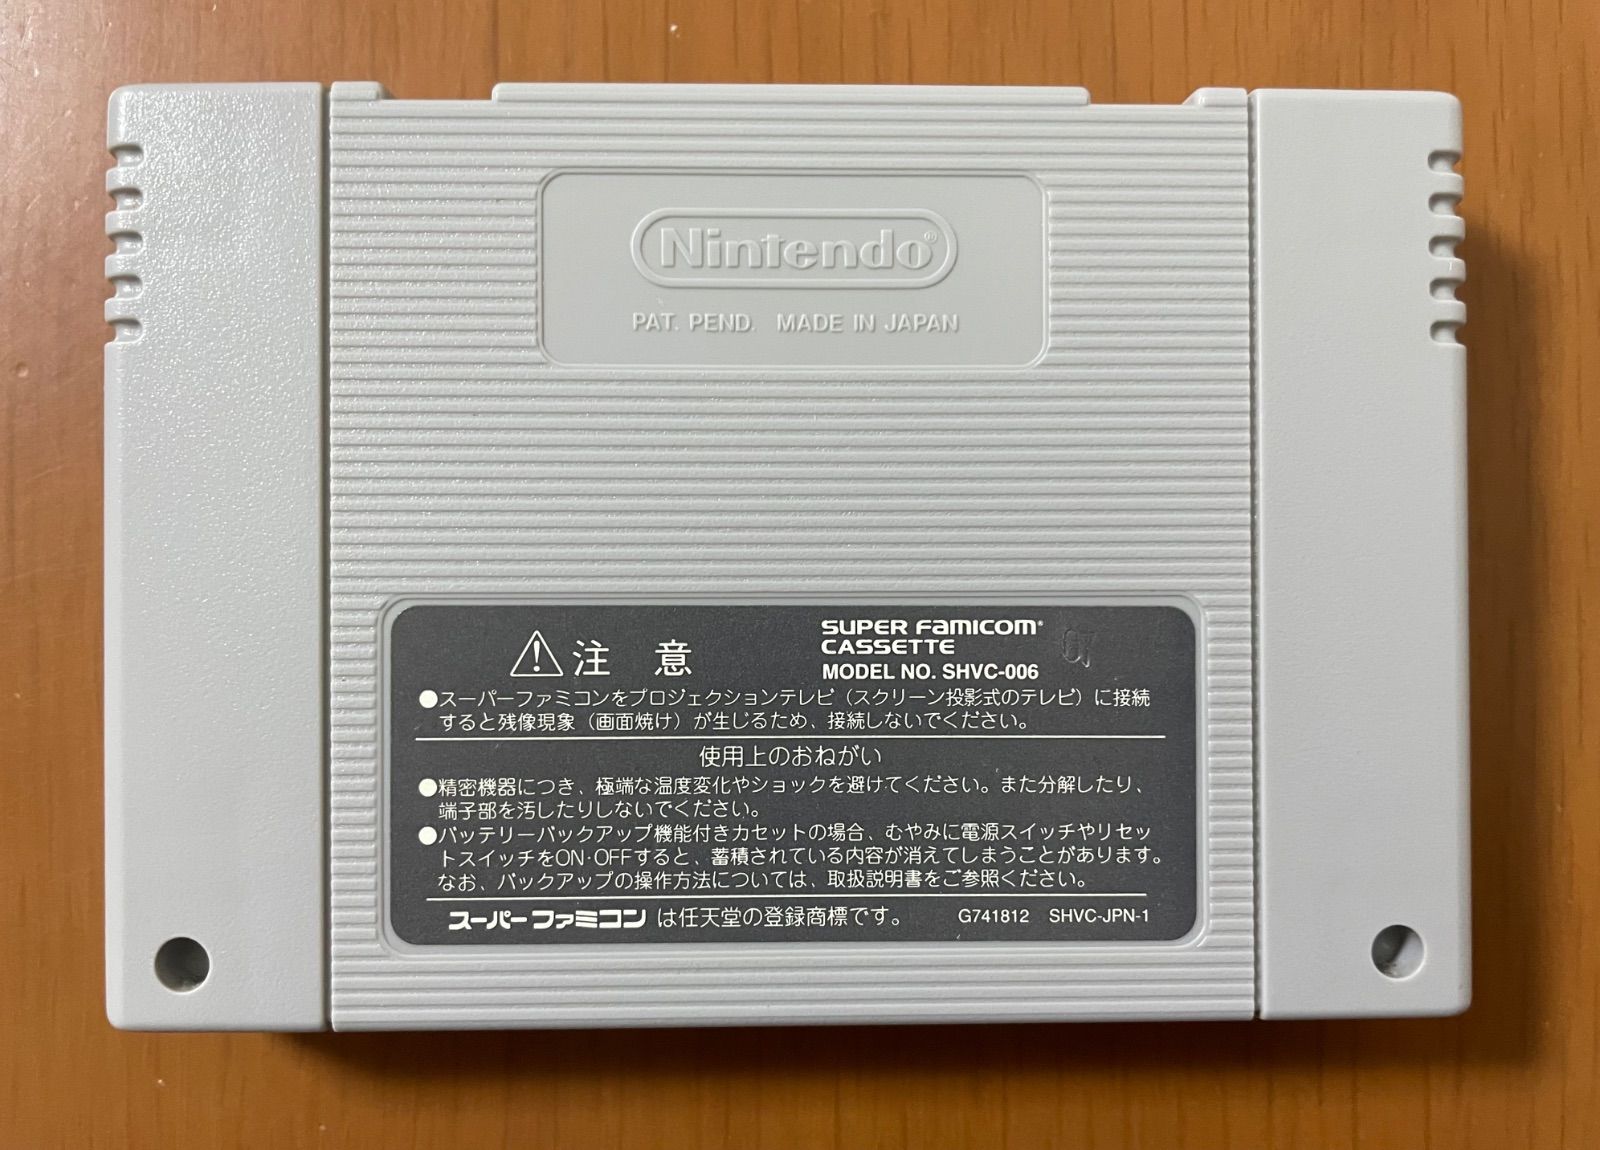 Nintendo®
PAT. PEND. MADE IN JAPAN
注 意
SUPER FAMICOM®
CASSETTE
MODEL NO. SHVC-006
07
●スーパーファミコンをプロジェクションテレビ（スクリーン投影式のテレビ）に接続
すると残像現象（画面焼け）が生じるため、接続しないでください。
使用上のおねがい
●精密機器につき、極端な温度変化やショックを避けてください。また分解したり、
端子部を汚したりしないでください。
●バッテリーバックアップ機能付きカセットの場合、むやみに電源スイッチやリセッ
トスイッチをON·OFFすると、蓄積されている内容が消えてしまうことがあります。
なお、バックアップの操作方法については、取扱説明書をご参照ください。
スーパーファミコンは任天堂の登録商標です。 G741812 SHVC-JPN-1